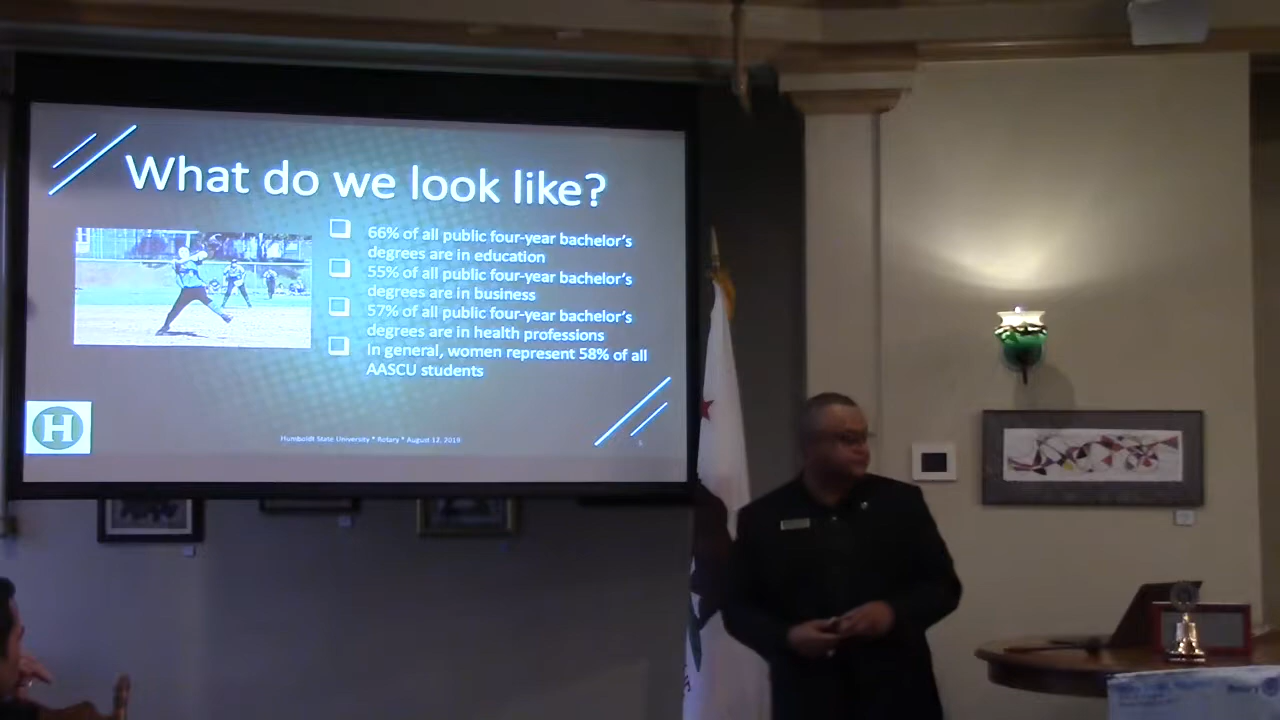 What do we look like?
66% of all public four-year bachelor's
degrees are in education
55% of all public four-year bachelor's
degrees are in business
57% of all public four-year bachelor's
degrees are in health professions
In general, women represent 58% of all
AASCU students
H
Humboldt State University * Rotary * August 12, 2019
Rotary